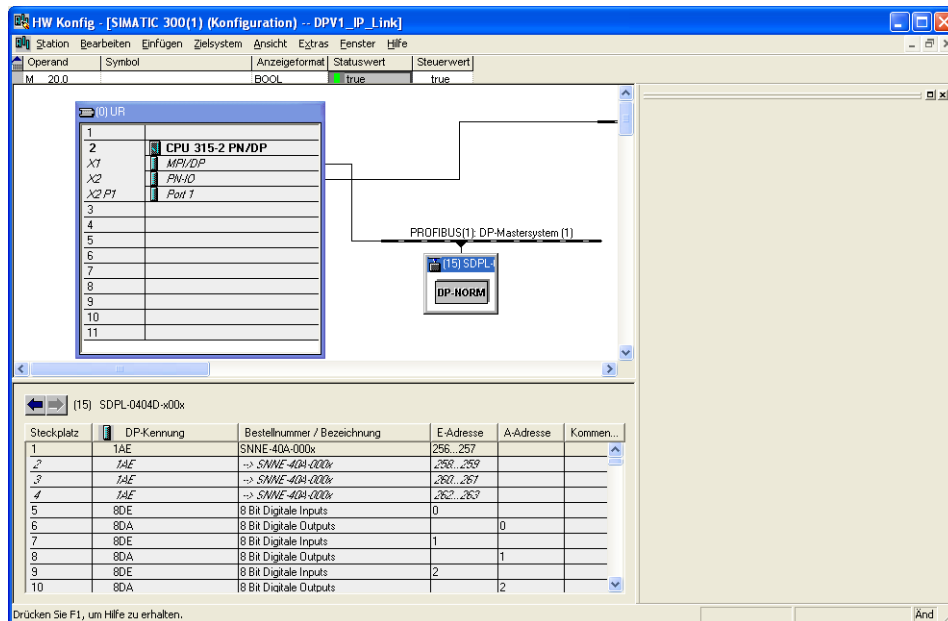 HW Konfig - [SIMATIC 300(1) (Konfiguration) -- DPV1_IP_Link]
Station Bearbeiten Einfügen Zielsystem Ansicht Extras Fenster Hilfe
Operand Symbol Anzeigeformat Statuswert Steuerwert
M 20.0 BOOL true true
(0) UR
1
2 CPU 315-2 PN/DP
X1 MPI/DP
X2 PN-IO
X2 P1 Port 1
3
4
5
6
7
8
9
10
11
PROFIBUS(1): DP-Mastersystem (1)
(15) SDPL-
DP-NORM
(15) SDPL-0404D-x00x
Steckplatz DP-Kennung Bestellnummer / Bezeichnung E-Adresse A-Adresse Kommen...
1 1AE SNNE-40A-000x 256...257
2 1AE --> SNNE-40A-000x 258...259
3 1AE --> SNNE-40A-000x 260...261
4 1AE --> SNNE-40A-000x 262...263
5 8DE 8 Bit Digitale Inputs 0
6 8DA 8 Bit Digitale Outputs 0
7 8DE 8 Bit Digitale Inputs 1
8 8DA 8 Bit Digitale Outputs 1
9 8DE 8 Bit Digitale Inputs 2
10 8DA 8 Bit Digitale Outputs 2
Drücken Sie F1, um Hilfe zu erhalten. Änd